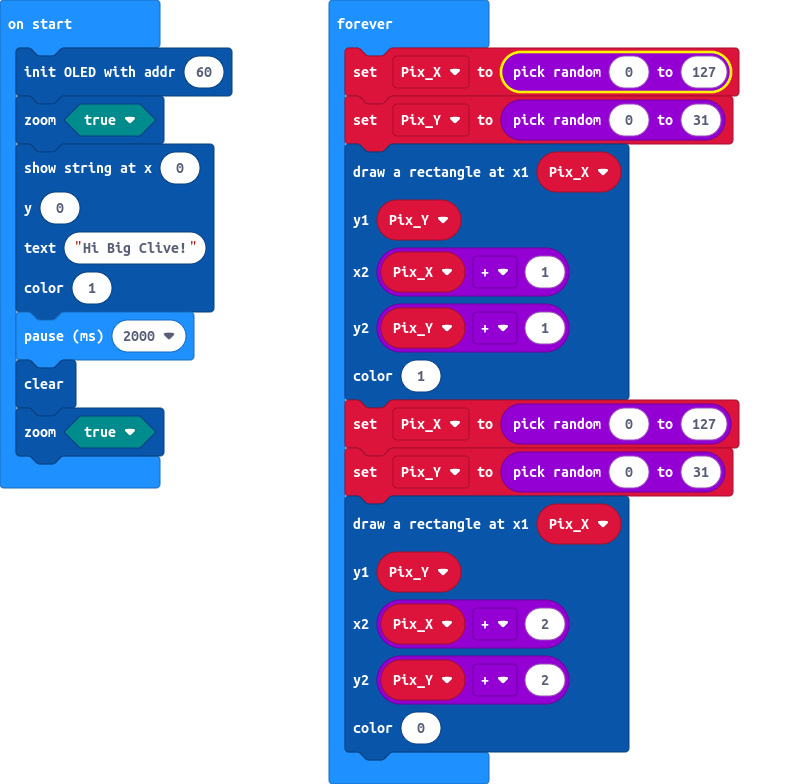 on start
init OLED with addr 60
zoom true
show string at x 0
y 0
text "Hi Big Clive!"
color 1
pause (ms) 2000
clear
zoom true
forever
set Pix_X to pick random 0 to 127
set Pix_Y to pick random 0 to 31
draw a rectangle at x1 Pix_X
y1 Pix_Y
x2 Pix_X + 1
y2 Pix_Y + 1
color 1
set Pix_X to pick random 0 to 127
set Pix_Y to pick random 0 to 31
draw a rectangle at x1 Pix_X
y1 Pix_Y
x2 Pix_X + 2
y2 Pix_Y + 2
color 0